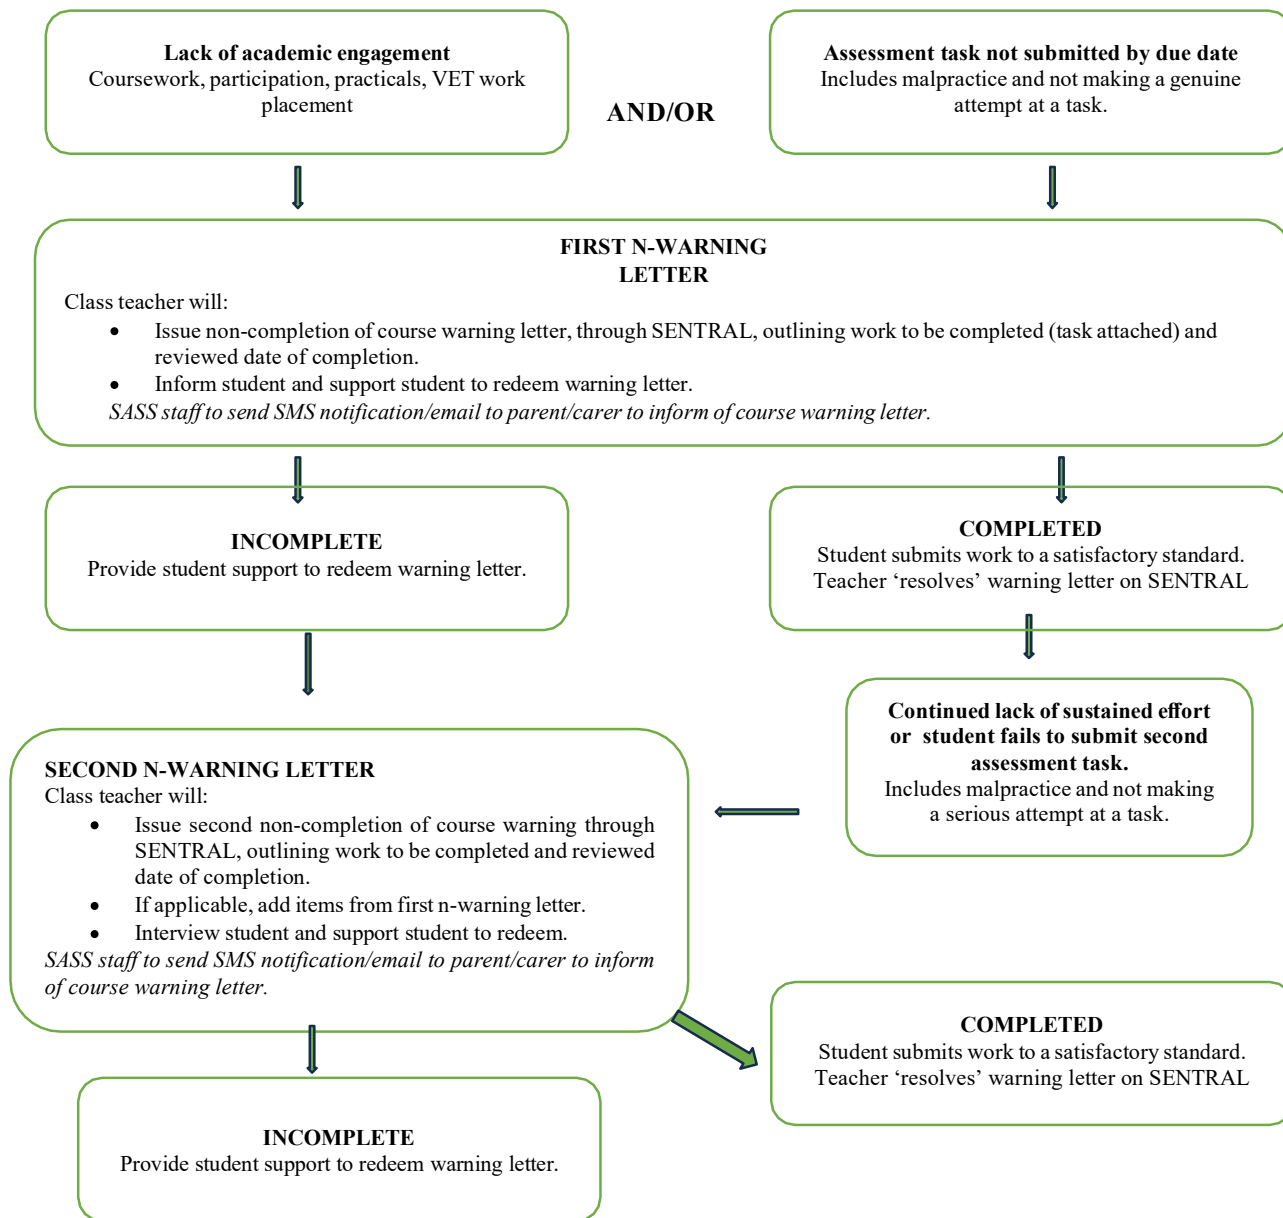 Lack of academic engagement
Coursework, participation, practicals, VET work
placement
AND/OR
Assessment task not submitted by due date
Includes malpractice and not making a genuine
attempt at a task.
FIRST N-WARNING
LETTER
Class teacher will:
• Issue non-completion of course warning letter, through SENTRAL, outlining work to be completed (task attached) and
reviewed date of completion.
• Inform student and support student to redeem warning letter.
SASS staff to send SMS notification/email to parent/carer to inform of course warning letter.
INCOMPLETE
Provide student support to redeem warning letter.
COMPLETED
Student submits work to a satisfactory standard.
Teacher ‘resolves’ warning letter on SENTRAL
Continued lack of sustained effort
or student fails to submit second
assessment task.
Includes malpractice and not making
a serious attempt at a task.
SECOND N-WARNING LETTER
Class teacher will:
• Issue second non-completion of course warning through
SENTRAL, outlining work to be completed and reviewed
date of completion.
• If applicable, add items from first n-warning letter.
• Interview student and support student to redeem.
SASS staff to send SMS notification/email to parent/carer to inform
of course warning letter.
COMPLETED
Student submits work to a satisfactory standard.
Teacher ‘resolves’ warning letter on SENTRAL
INCOMPLETE
Provide student support to redeem warning letter.